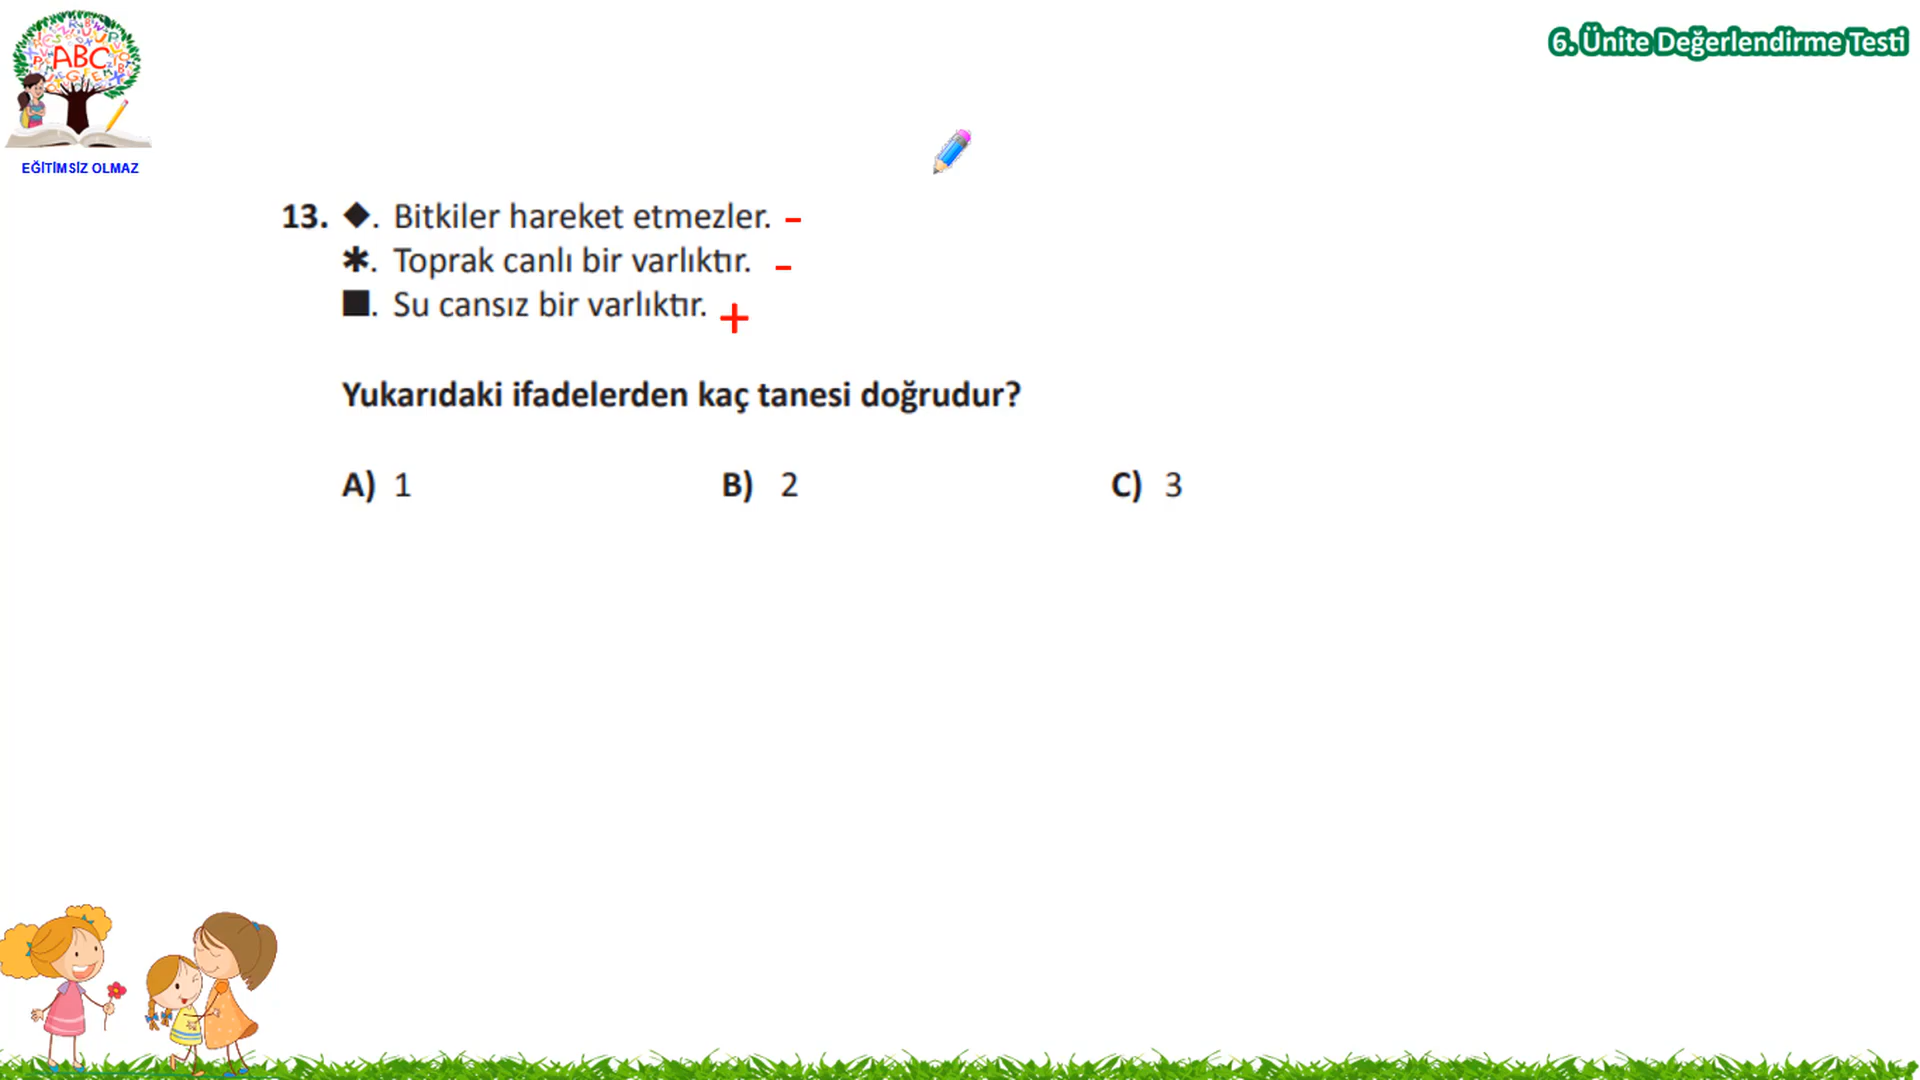 6. Ünite Değerlendirme Testi
ABC
EĞİTİMSİZ OLMAZ
13. ◆. Bitkiler hareket etmezler. -
✱. Toprak canlı bir varlıktır. -
■. Su cansız bir varlıktır. +
Yukarıdaki ifadelerden kaç tanesi doğrudur?
A) 1 B) 2 C) 3